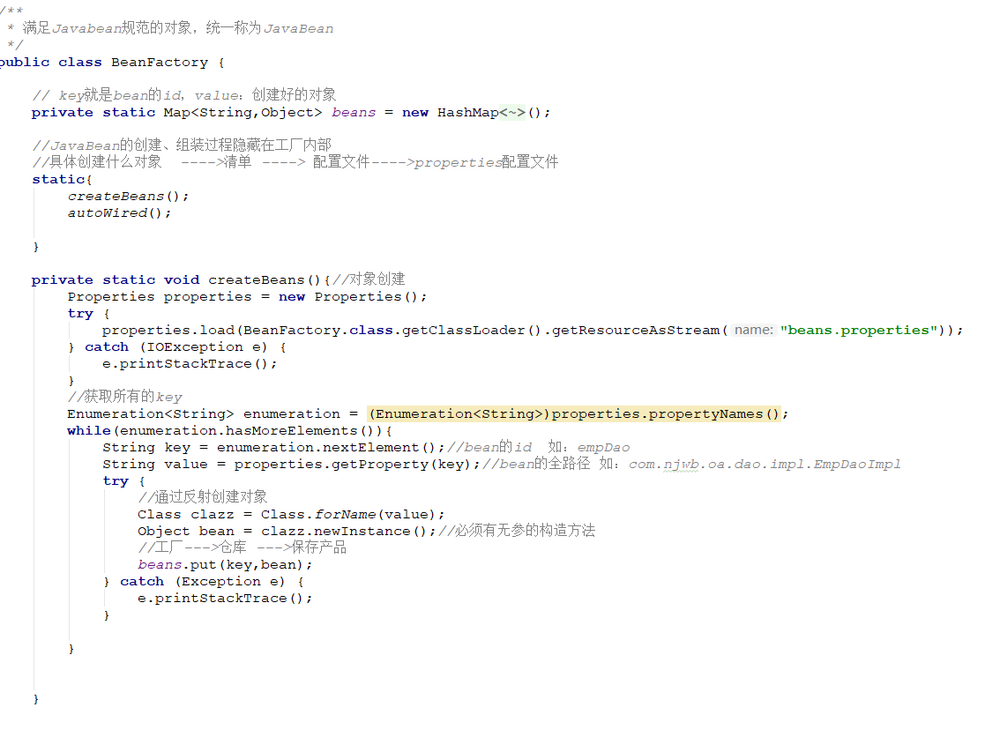 /**
 * 满足Javabean规范的对象，统一称为JavaBean
 */
public class BeanFactory {
    // key就是bean的id，value：创建好的对象
    private static Map<String,Object> beans = new HashMap<~>();
    //JavaBean的创建、组装过程隐藏在工厂内部
    //具体创建什么对象  ---->清单 ----> 配置文件---->properties配置文件
    static{
        createBeans();
        autoWired();
    }
    private static void createBeans(){//对象创建
        Properties properties = new Properties();
        try {
            properties.load(BeanFactory.class.getClassLoader().getResourceAsStream( name: "beans.properties"));
        } catch (IOException e) {
            e.printStackTrace();
        }
        //获取所有的key
        Enumeration<String> enumeration = (Enumeration<String>)properties.propertyNames();
        while(enumeration.hasMoreElements()){
            String key = enumeration.nextElement();//bean的id  如：empDao
            String value = properties.getProperty(key);//bean的全路径 如：com.njwb.oa.dao.impl.EmpDaoImpl
            try {
                //通过反射创建对象
                Class clazz = Class.forName(value);
                Object bean = clazz.newInstance();//必须有无参的构造方法
                //工厂--->仓库 --->保存产品
                beans.put(key,bean);
            } catch (Exception e) {
                e.printStackTrace();
            }
        }
    }